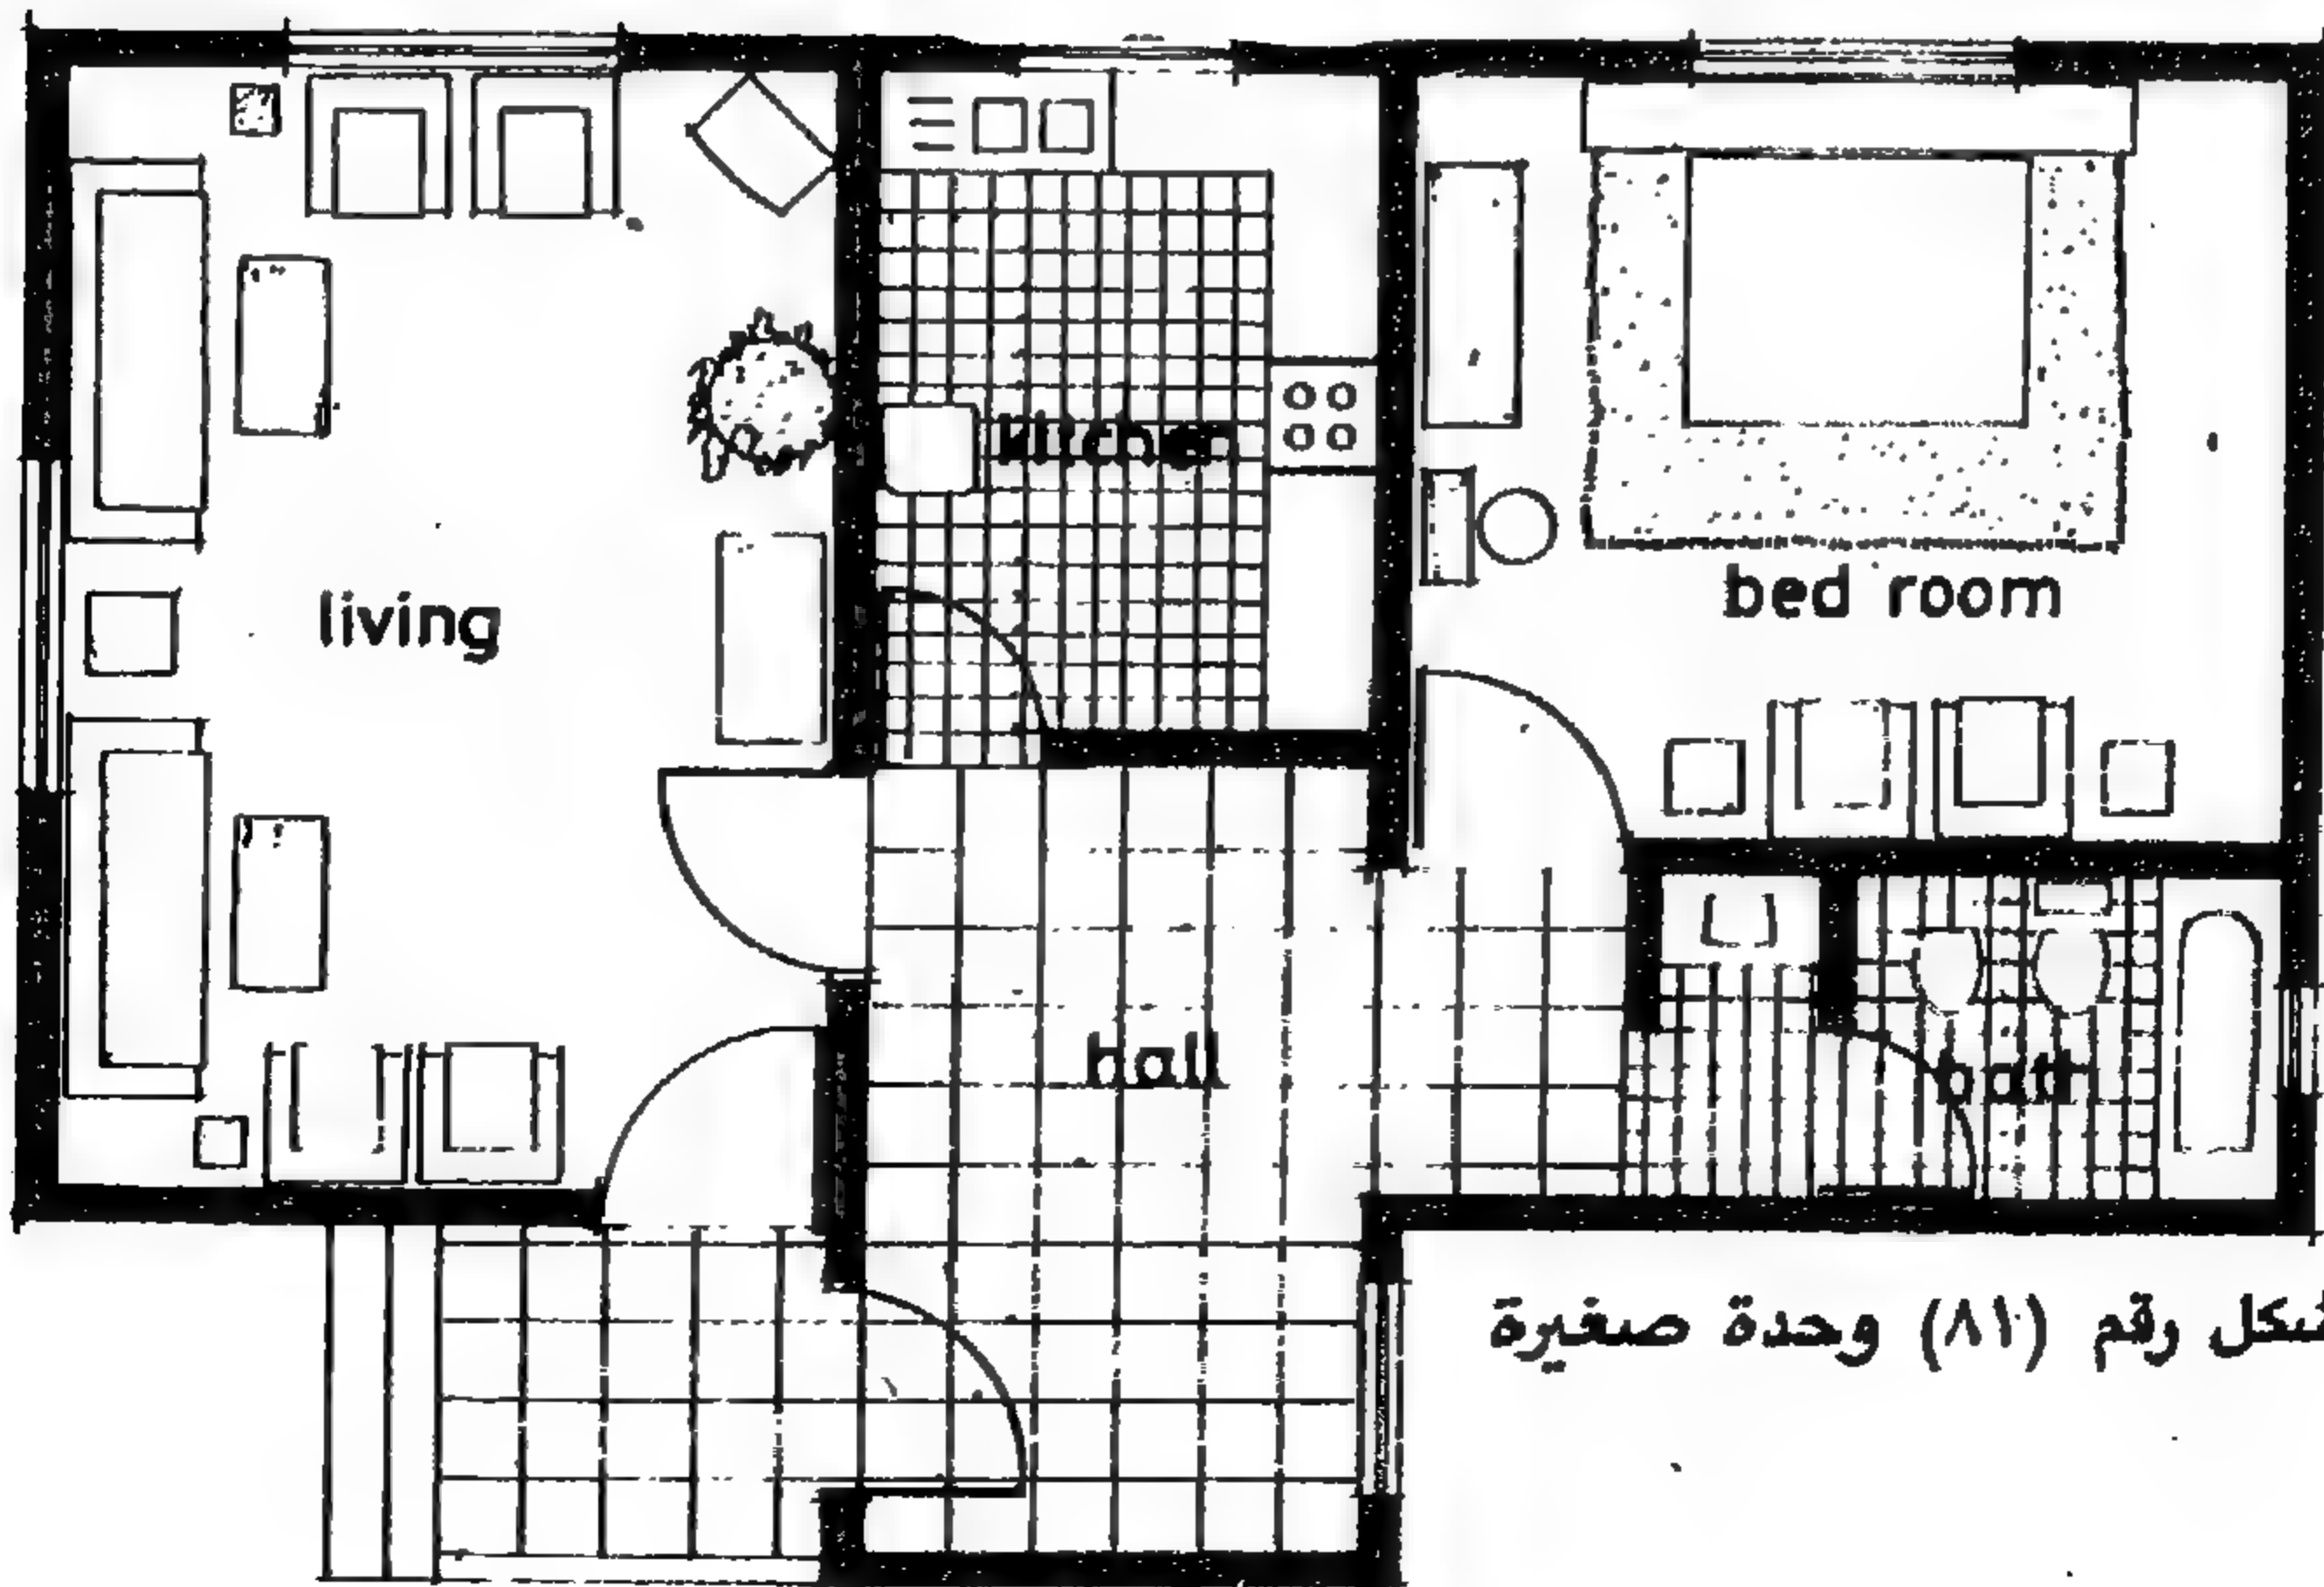 kitchen
bed room
living
hall
bath
شكل رقم (٨١) وحدة صغيرة